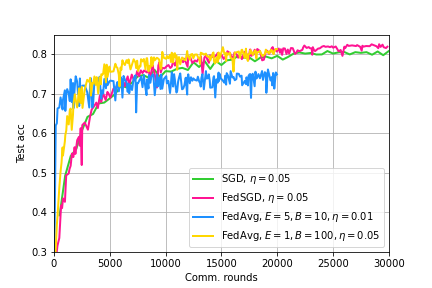 0.8
0.7
0.6
0.5
0.4
0.3
Test acc
SGD, η = 0.05
FedSGD, η = 0.05
FedAvg, E = 5, B = 10, η = 0.01
FedAvg, E = 1, B = 100, η = 0.05
0 5000 10000 15000 20000 25000 30000
Comm. rounds